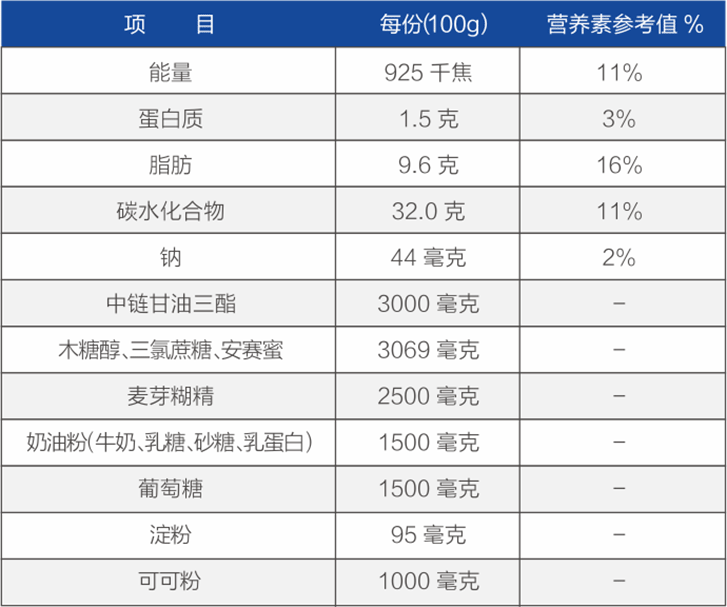 项 目 每份(100g) 营养素参考值 %
能量 925 千焦 11%
蛋白质 1.5 克 3%
脂肪 9.6 克 16%
碳水化合物 32.0 克 11%
钠 44 毫克 2%
中链甘油三酯 3000 毫克 –
木糖醇、三氯蔗糖、安赛蜜 3069 毫克 –
麦芽糊精 2500 毫克 –
奶油粉(牛奶、乳糖、砂糖、乳蛋白) 1500 毫克 –
葡萄糖 1500 毫克 –
淀粉 95 毫克 –
可可粉 1000 毫克 –